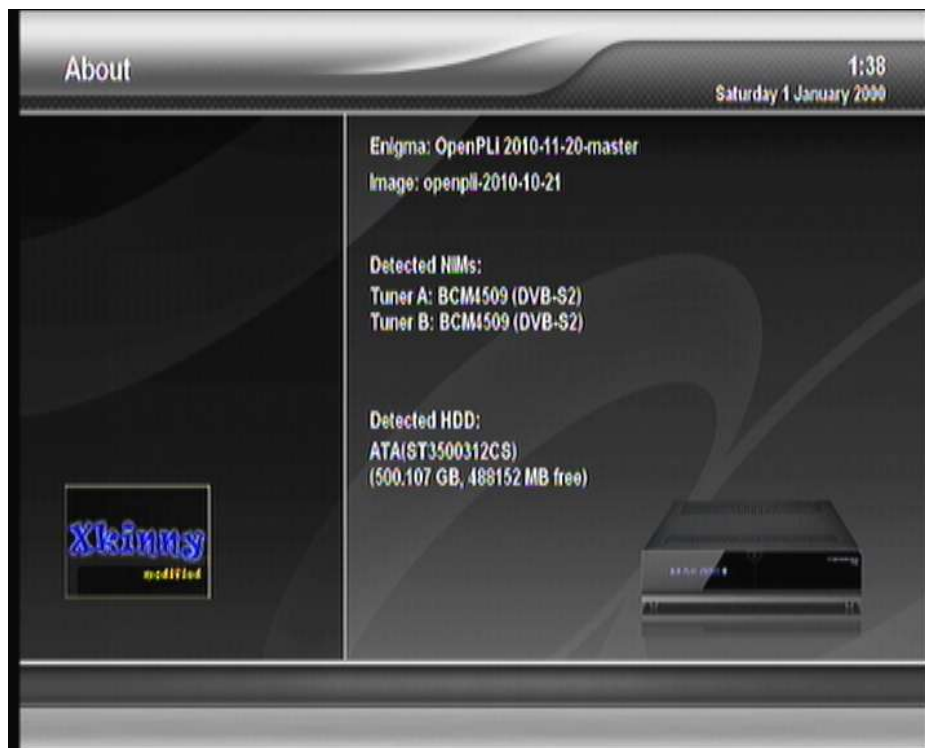 About
1:38
Saturday 1 January 2000
Enigma: OpenPLi 2010-11-20-master
Image: openpli-2010-10-21
Detected NIMs:
Tuner A: BCM4509 (DVB-S2)
Tuner B: BCM4509 (DVB-S2)
Detected HDD:
ATA(ST3500312CS)
(500.107 GB, 488152 MB free)
Xkinny
modified